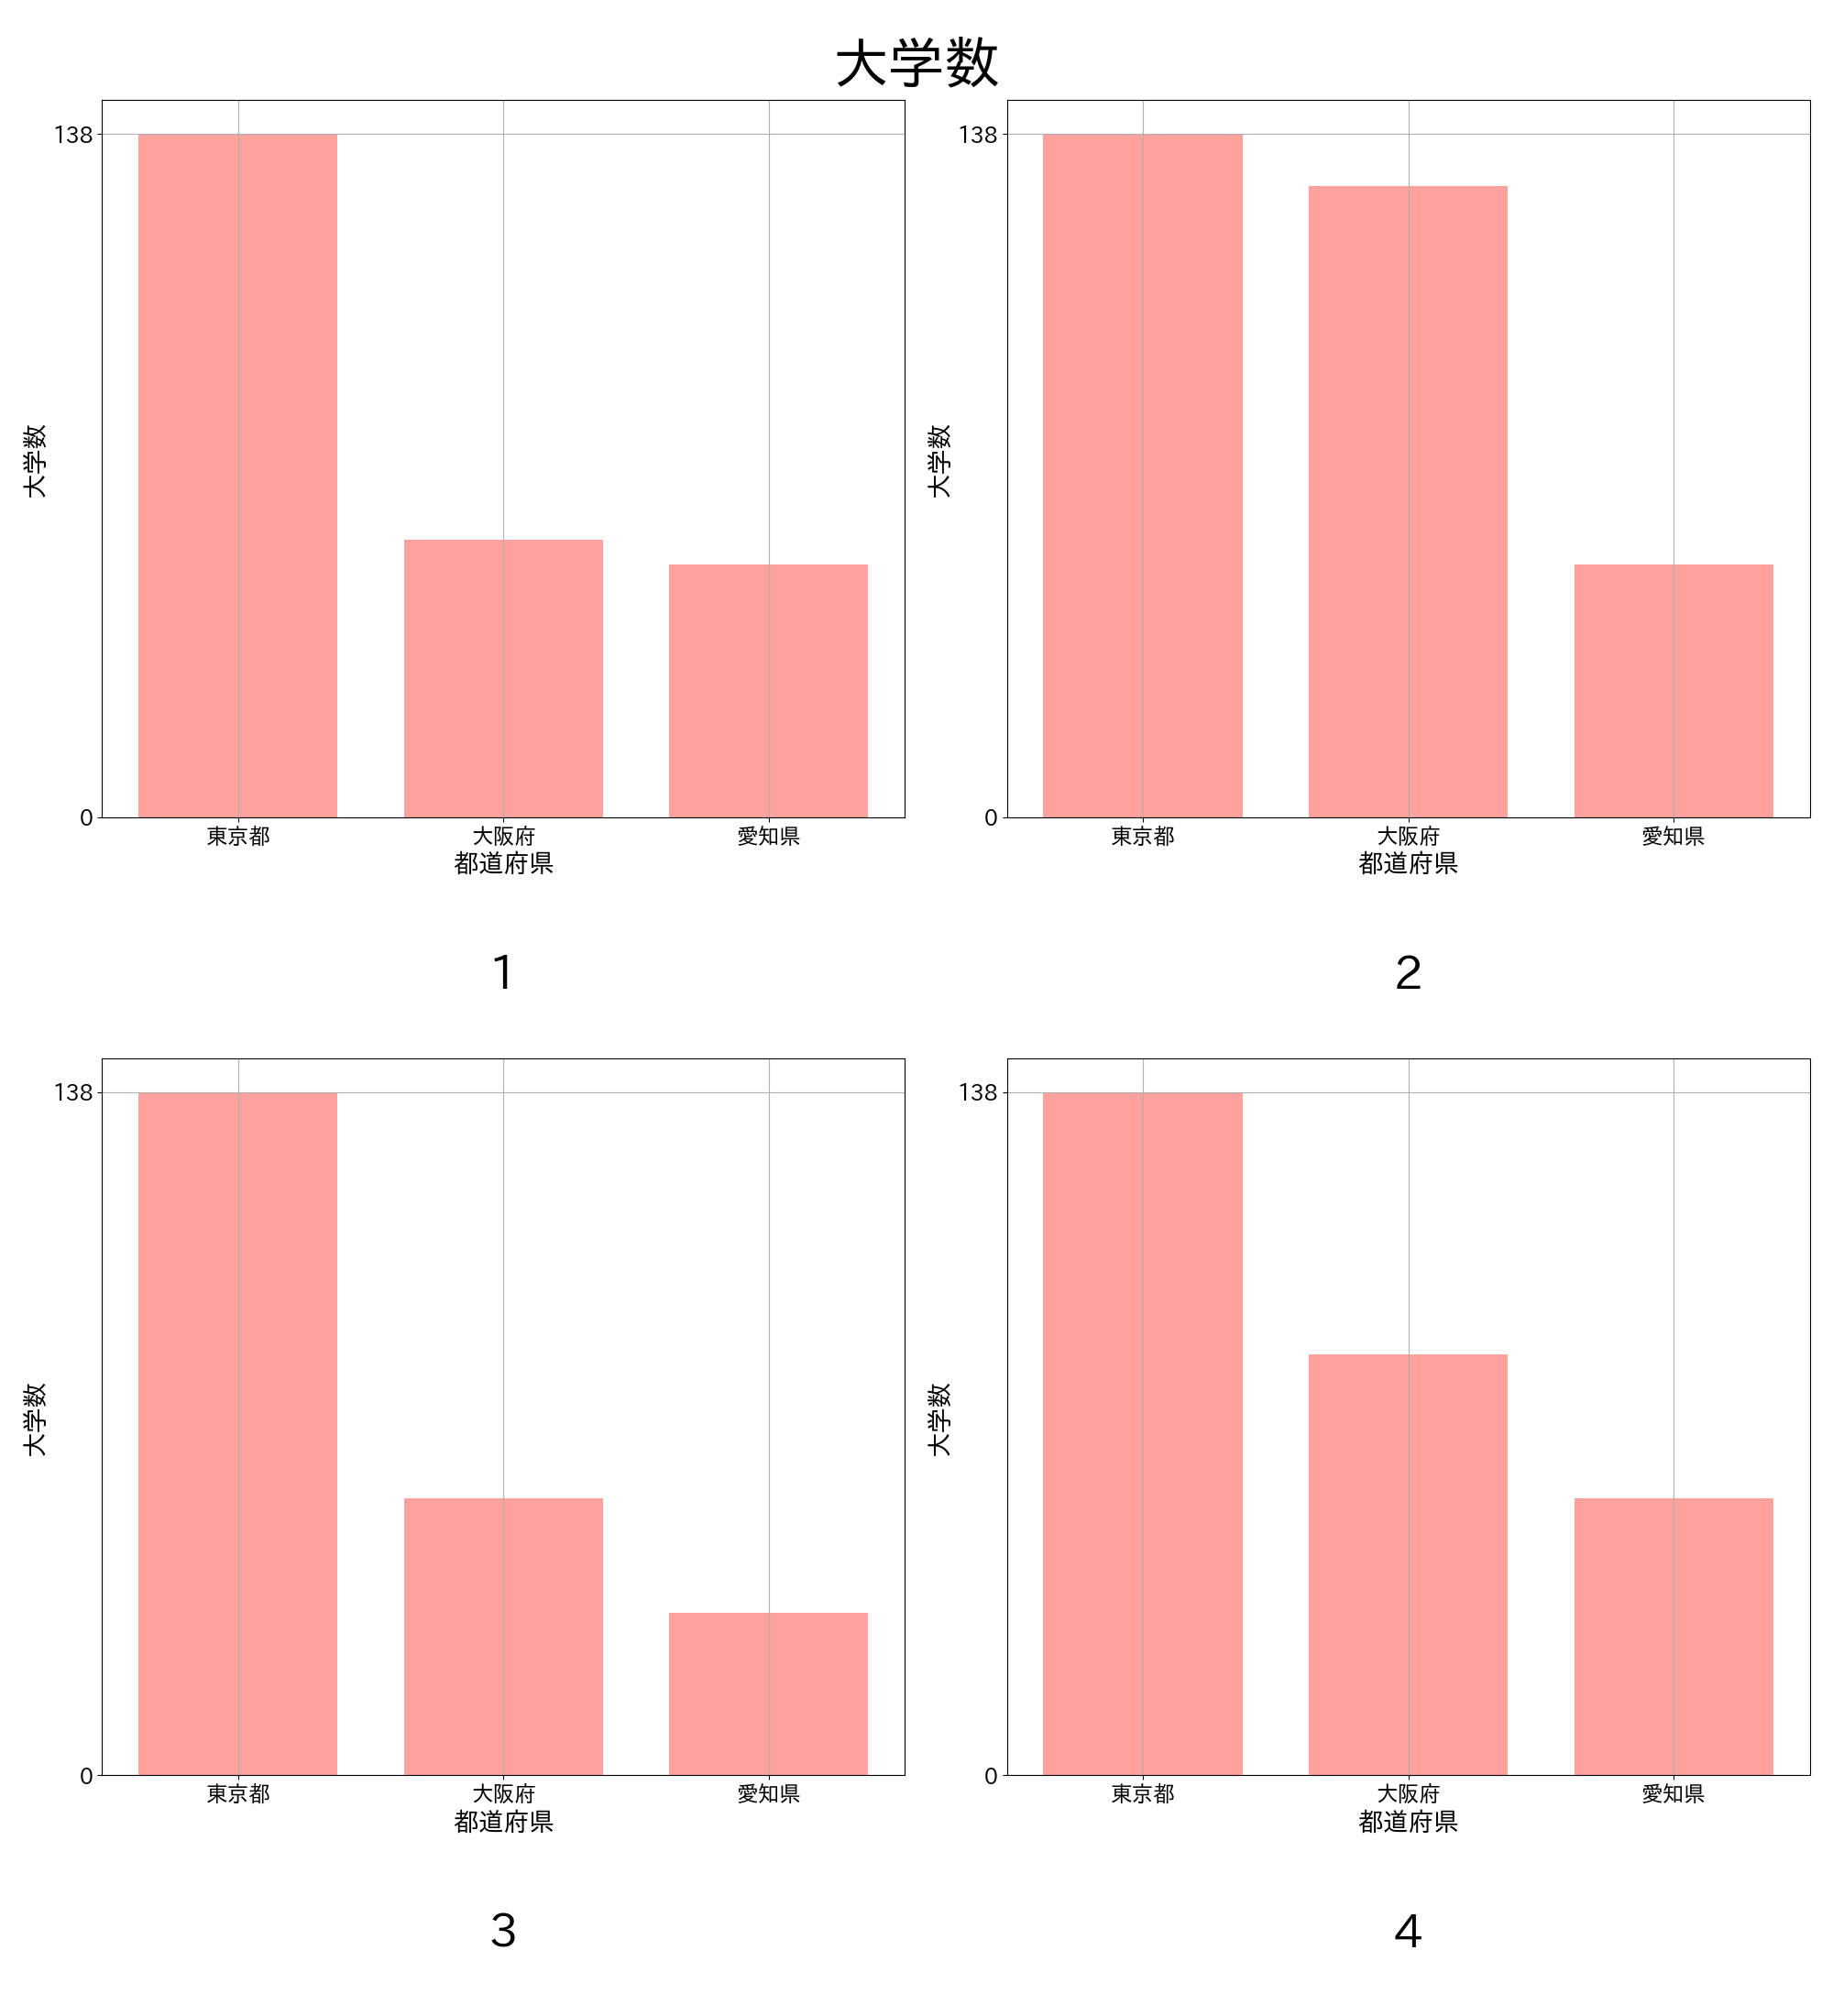 大学数
138
0
大学数
東京都 大阪府 愛知県
都道府県
1
138
0
大学数
東京都 大阪府 愛知県
都道府県
2
138
0
大学数
東京都 大阪府 愛知県
都道府県
3
138
0
大学数
東京都 大阪府 愛知県
都道府県
4